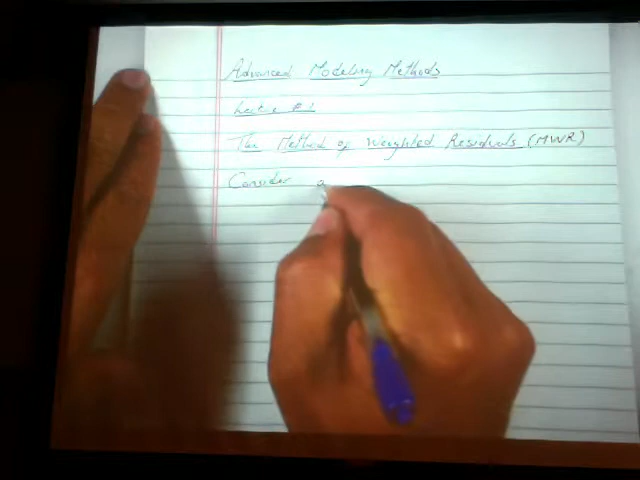 Advanced Modeling Methods
Lecture #1
The Method of Weighted Residuals (MWR)
Consider a